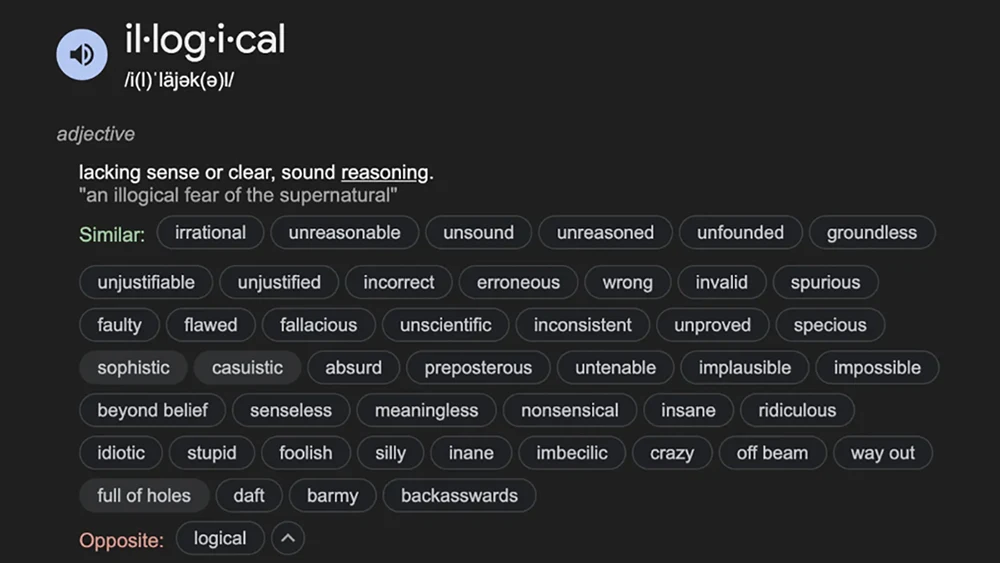 il·log·i·cal
/i(l)ˈläjək(ə)l/
adjective
lacking sense or clear, sound reasoning.
"an illogical fear of the supernatural"
Similar: irrational unreasonable unsound unreasoned unfounded groundless
unjustifiable unjustified incorrect erroneous wrong invalid spurious
faulty flawed fallacious unscientific inconsistent unproved specious
sophistic casuistic absurd preposterous untenable implausible impossible
beyond belief senseless meaningless nonsensical insane ridiculous
idiotic stupid foolish silly inane imbecilic crazy off beam way out
full of holes daft barmy backasswards
Opposite: logical